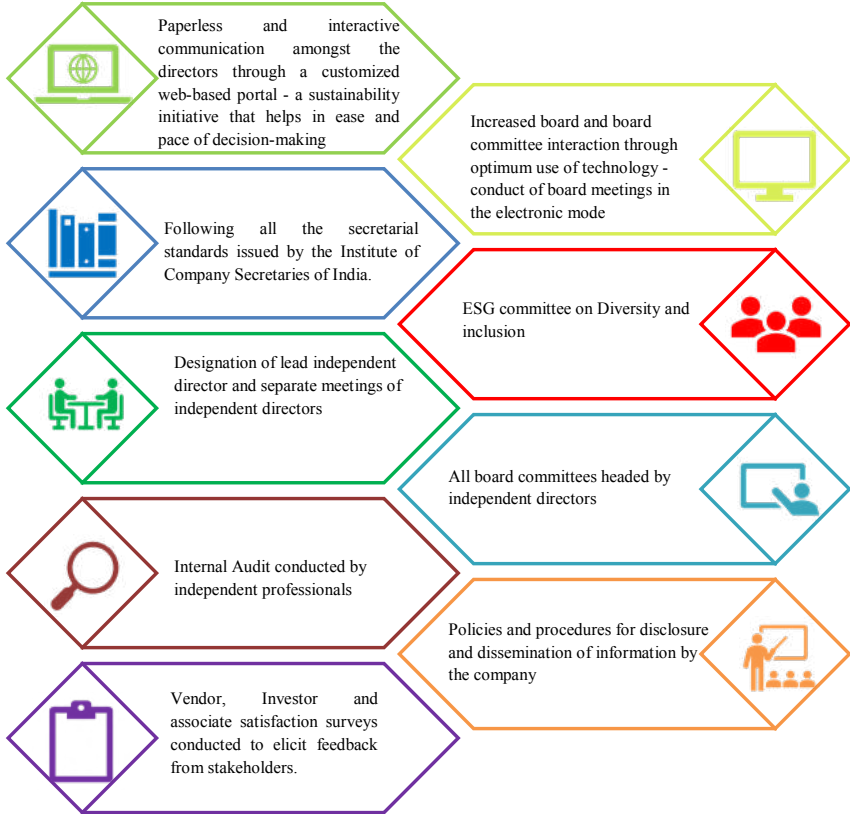 Paperless and interactive
communication amongst the
directors through a customized
web-based portal - a sustainability
initiative that helps in ease and
pace of decision-making
Increased board and board
committee interaction through
optimum use of technology -
conduct of board meetings in
the electronic mode
Following all the secretarial
standards issued by the Institute of
Company Secretaries of India.
ESG committee on Diversity and
inclusion
Designation of lead independent
director and separate meetings of
independent directors
All board committees headed by
independent directors
Internal Audit conducted by
independent professionals
Policies and procedures for disclosure
and dissemination of information by
the company
Vendor, Investor and
associate satisfaction surveys
conducted to elicit feedback
from stakeholders.